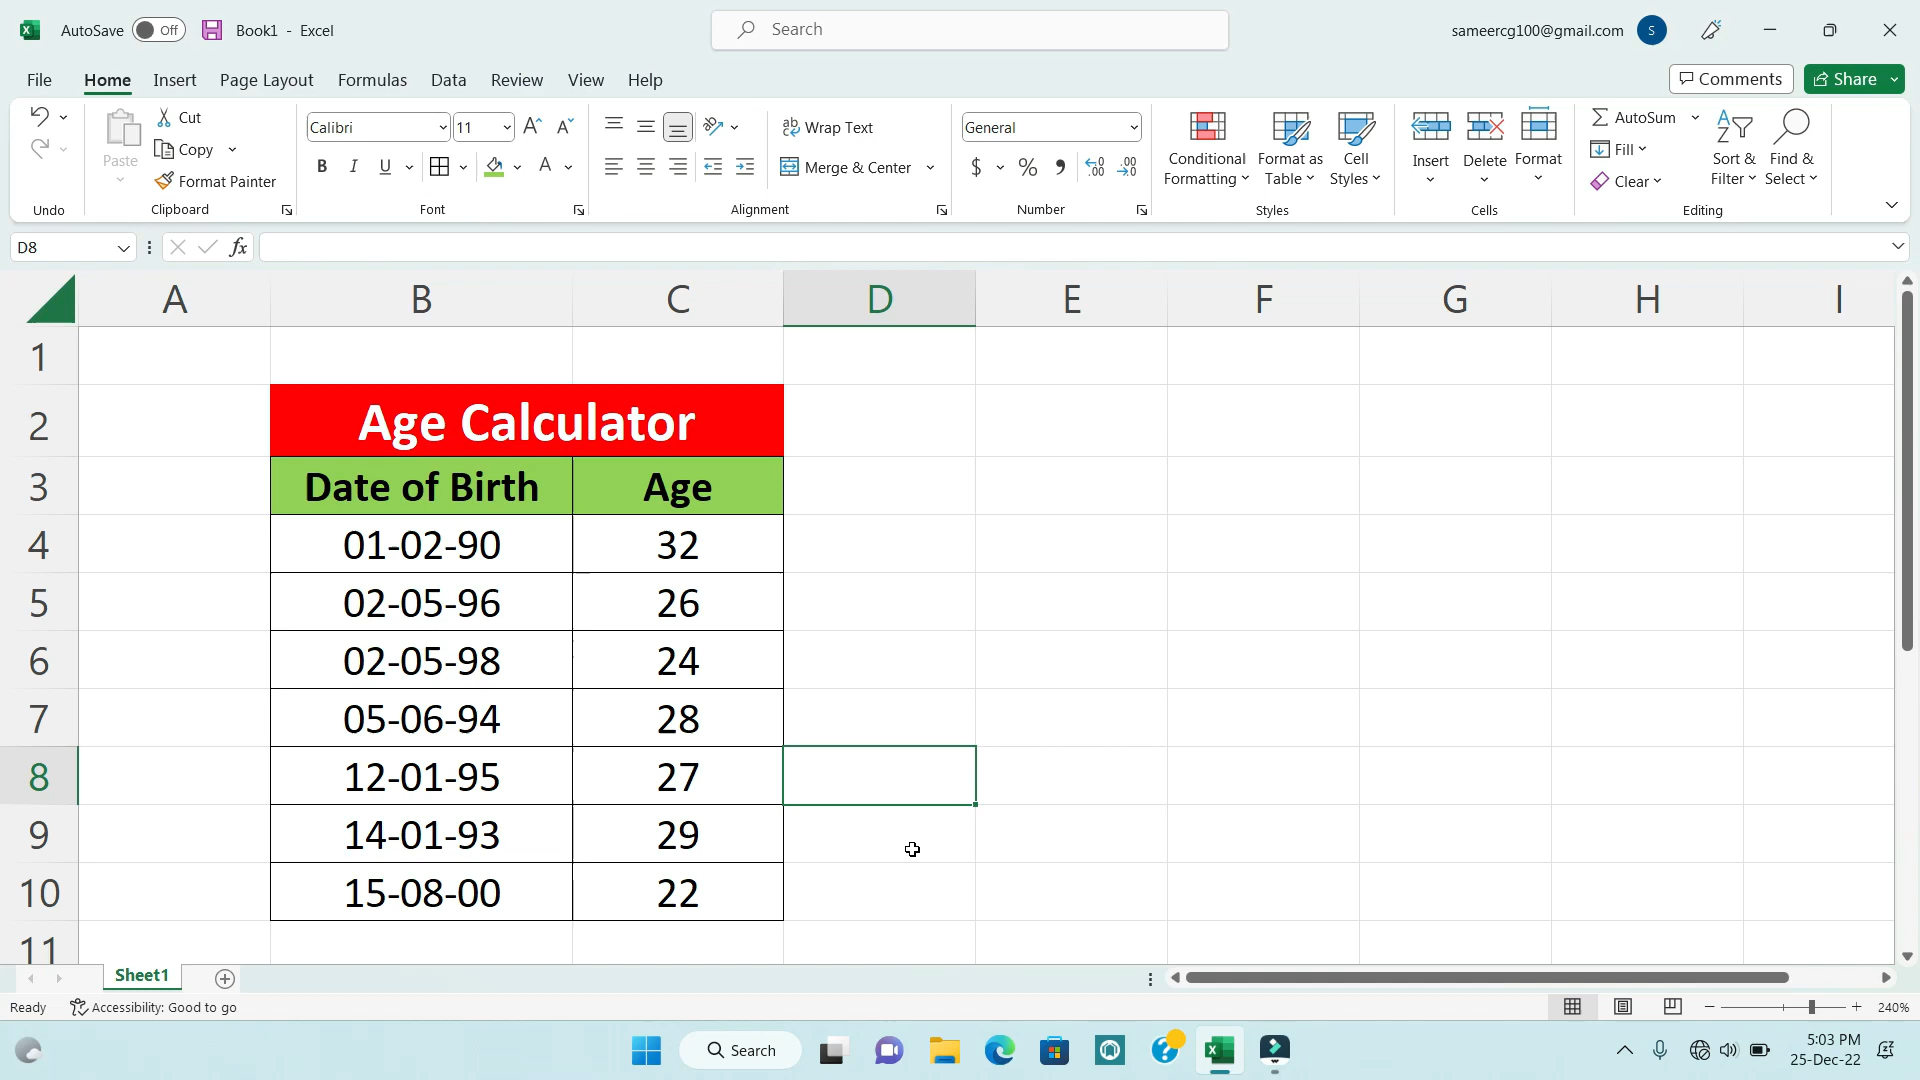 AutoSave Off Book1 - Excel Search sameercg100@gmail.com S
File Home Insert Page Layout Formulas Data Review View Help Comments Share
Cut
Copy
Format Painter
Paste
Undo Clipboard
Calibri 11
B I U A
Font
Wrap Text
Merge & Center
Alignment
General
$ % 9 .00
Number
Conditional Formatting
Format as Table
Cell Styles
Styles
Insert Delete Format
Cells
AutoSum
Fill
Clear
Sort & Filter
Find & Select
Editing
D8 fx
A B C D E F G H I
1
2 Age Calculator
3 Date of Birth Age
4 01-02-90 32
5 02-05-96 26
6 02-05-98 24
7 05-06-94 28
8 12-01-95 27
9 14-01-93 29
10 15-08-00 22
11
Sheet1
Ready Accessibility: Good to go 240%
Search 5:03 PM
25-Dec-22